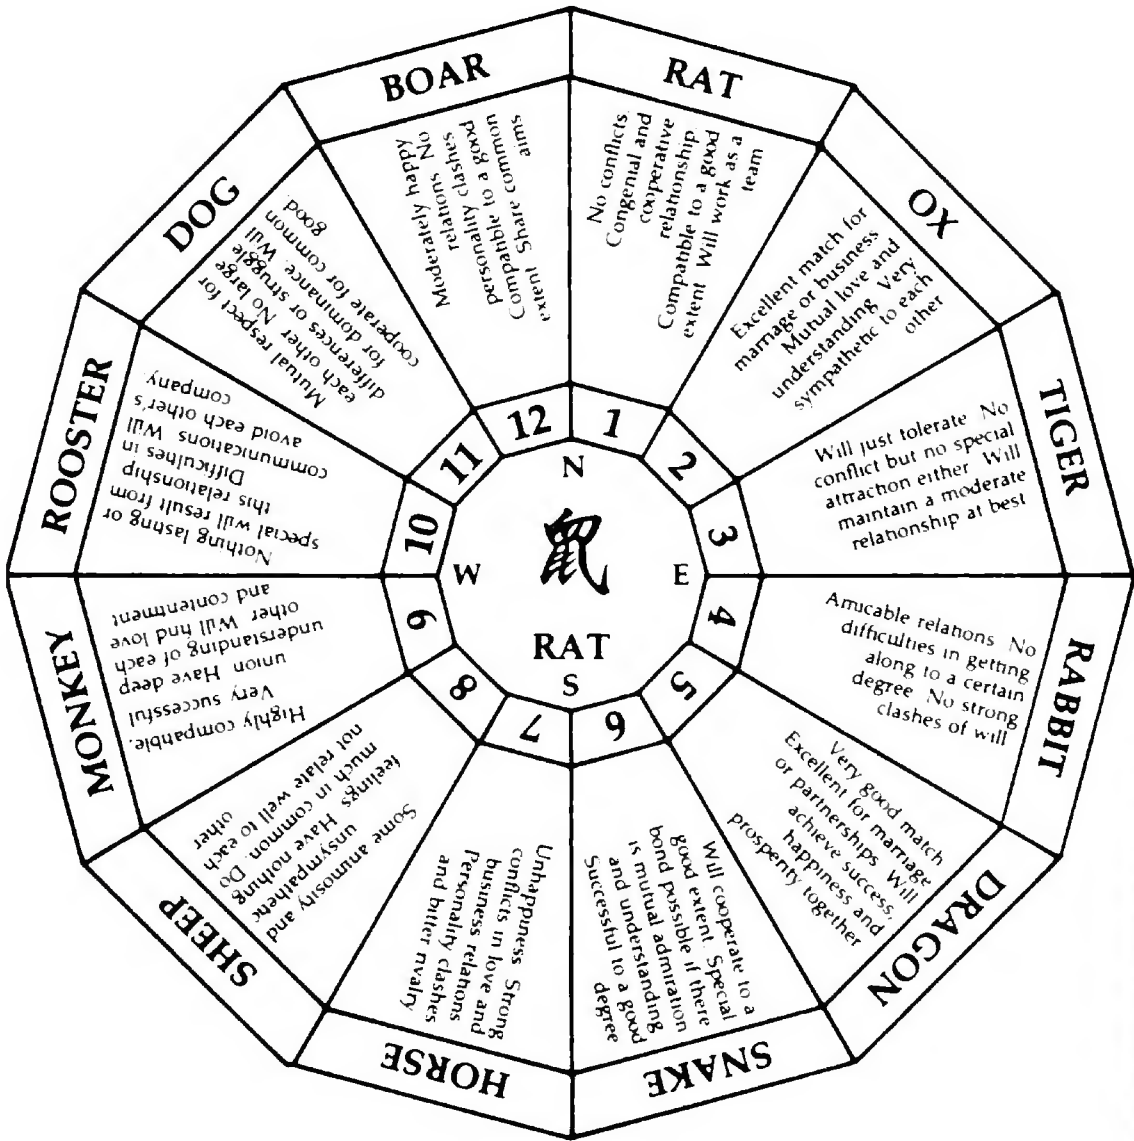 RAT
No conflicts.
Congenial and
cooperative
relationship
Compatible to a good
extent Will work as a
team
1
OX
Excellent match for
marriage or business
Mutual love and
understanding Very
sympathetic to each
other
2
TIGER
Will just tolerate No
conflict but no special
attraction either Will
maintain a moderate
relationship at best
3
RABBIT
Amicable relations No
difficulties in getting
along to a certain
degree No strong
clashes of will
4
DRAGON
Very good match
Excellent for marriage
or partnerships Will
achieve success,
happiness and
prosperity together
5
SNAKE
Will cooperate to a
good extent. Special
bond possible if there
is mutual admiration
and understanding
Successful to a good
degree
6
HORSE
Unhappiness Strong
conflicts in love and
business relations
Personality clashes
and bitter rivalry
7
SHEEP
Some animosity and
unsympathetic
feelings Have nothing
much in common. Do
not relate well to each
other
8
MONKEY
Highly compatible.
Very successful
union Have deep
understanding of each
other Will find love
and contentment
9
ROOSTER
Nothing lasting or
special will result from
this relationship
Difficulties in
communications Will
avoid each other's
company.
10
DOG
Mutual respect for
each other No large
differences or struggle
for dominance. Will
cooperate for common
good
11
BOAR
Moderately happy
relations No
personality clashes
Compatible to a good
extent Share common
aims
12
N
W
鼠
E
RAT
S